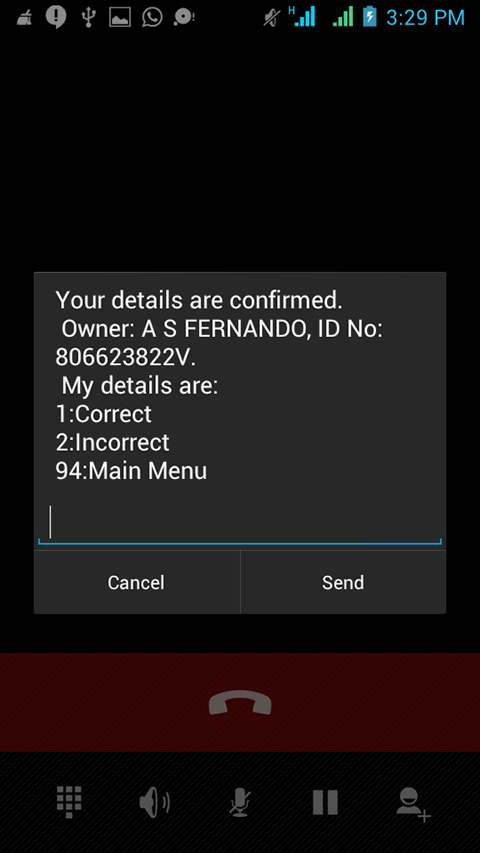 H 3:29 PM
Your details are confirmed.
Owner: A S FERNANDO, ID No:
806623822V.
My details are:
1:Correct
2:Incorrect
94:Main Menu
Cancel Send